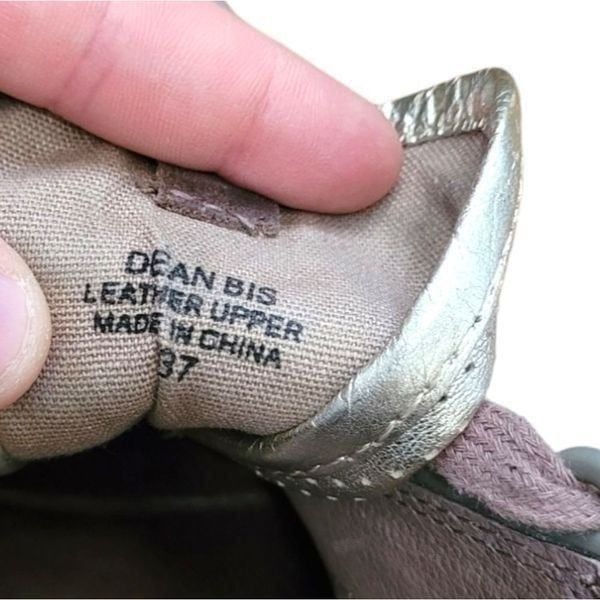 DEAN BIS
LEATHER UPPER
MADE IN CHINA
37